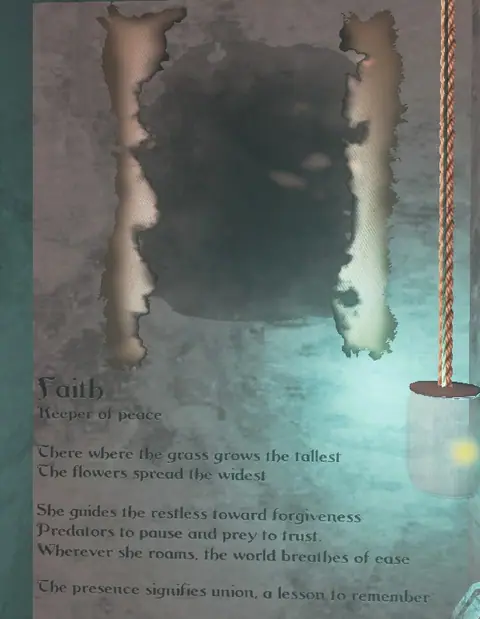 Faith
Keeper of peace
There where the grass grows the tallest
The flowers spread the widest
She guides the restless toward forgiveness
Predators to pause and prey to trust.
Wherever she roams, the world breathes of ease
The presence signifies union, a lesson to remember